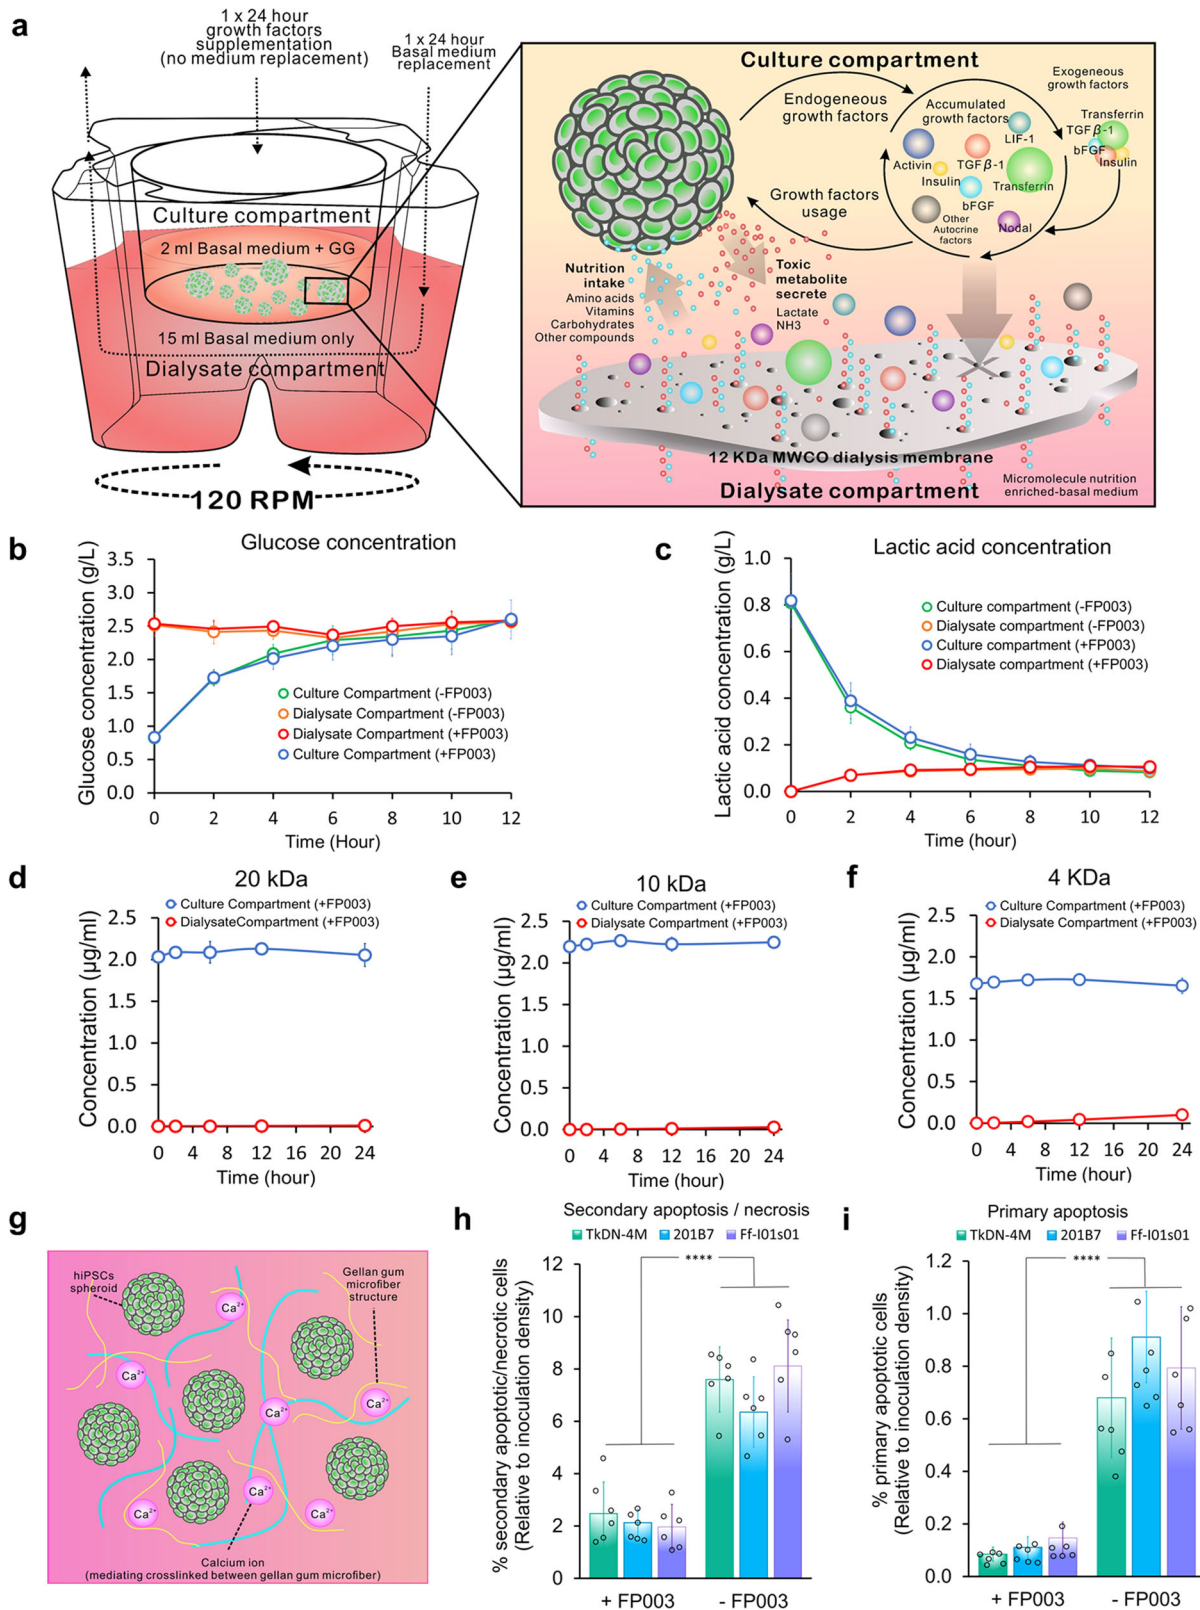 a
1 x 24 hour
growth factors
supplementation
(no medium replacement)
1 x 24 hour
Basal medium
replacement
Culture compartment
2 ml Basal medium + GG
15 ml Basal medium only
Dialysate compartment
120 RPM
Culture compartment
Endogeneous
growth factors
Exogeneous
growth factors
Accumulated
growth factors
LIF-1
Activin
TGFβ-1
Insulin
Transferrin
bFGF
Other
Autocrine
factors
Nodal
Transferrin
TGFβ-1
bFGF
Insulin
Growth factors
usage
Nutrition
intake
Amino acids
Vitamins
Carbohydrates
Other compounds
Toxic
metabolite
secrete
Lactate
NH3
12 KDa MWCO dialysis membrane
Dialysate compartment
Micromolecule nutrition
enriched-basal medium
b
Glucose concentration
Glucose concentration (g/L)
3.5
3.0
2.5
2.0
1.5
1.0
0.5
0.0
Culture Compartment (-FP003)
Dialysate Compartment (-FP003)
Dialysate Compartment (+FP003)
Culture Compartment (+FP003)
0 2 4 6 8 10 12
Time (Hour)
c
Lactic acid concentration
Lactic acid concentration (g/L)
1.0
0.8
0.6
0.4
0.2
0.0
Culture compartment (-FP003)
Dialysate compartment (-FP003)
Culture compartment (+FP003)
Dialysate compartment (+FP003)
0 2 4 6 8 10 12
Time (hour)
d
20 kDa
Culture Compartment (+FP003)
DialysateCompartment (+FP003)
Concentration (µg/ml)
2.5
2.0
1.5
1.0
0.5
0.0
0 4 8 12 16 20 24
Time (hour)
e
10 kDa
Culture Compartment (+FP003)
Dialysate Compartment (+FP003)
Concentration (µg/ml)
2.5
2.0
1.5
1.0
0.5
0.0
0 4 8 12 16 20 24
Time (hour)
f
4 KDa
Culture Compartment (+FP003)
Dialysate Compartment (+FP003)
Concentration (µg/ml)
2.5
2.0
1.5
1.0
0.5
0.0
0 4 8 12 16 20 24
Time (hour)
g
hiPSCs
spheroid
Gellan gum
microfiber
structure
Ca²⁺
Ca²⁺
Ca²⁺
Ca²⁺
Ca²⁺
Ca²⁺
Ca²⁺
Calcium ion
(mediating crosslinked between gellan gum microfiber)
h
Secondary apoptosis / necrosis
TkDN-4M 201B7 Ff-I01s01
% secondary apoptotic/necrotic cells
(Relative to inoculation density)
12
10
8
6
4
2
0
****
+ FP003 - FP003
i
Primary apoptosis
TkDN-4M 201B7 Ff-I01s01
% primary apoptotic cells
(Relative to inoculation density)
1.2
1.0
0.8
0.6
0.4
0.2
0.0
****
+ FP003 - FP003